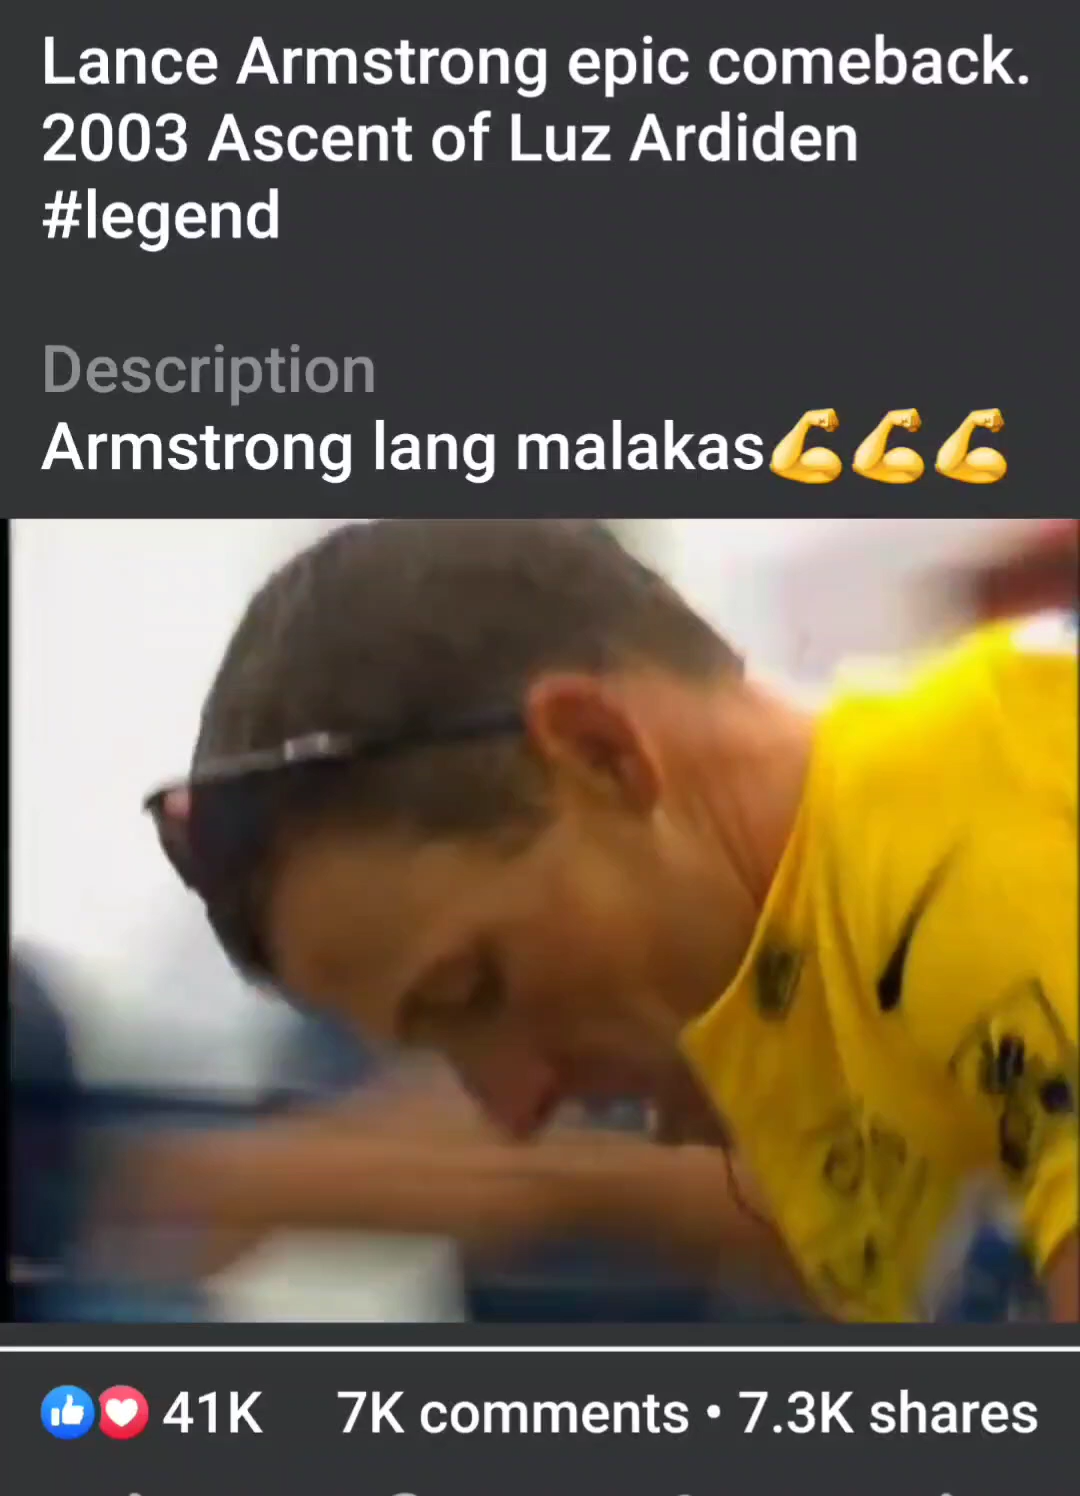 Lance Armstrong epic comeback.
2003 Ascent of Luz Ardiden
#legend
Description
Armstrong lang malakas💪💪💪
41K 7K comments • 7.3K shares